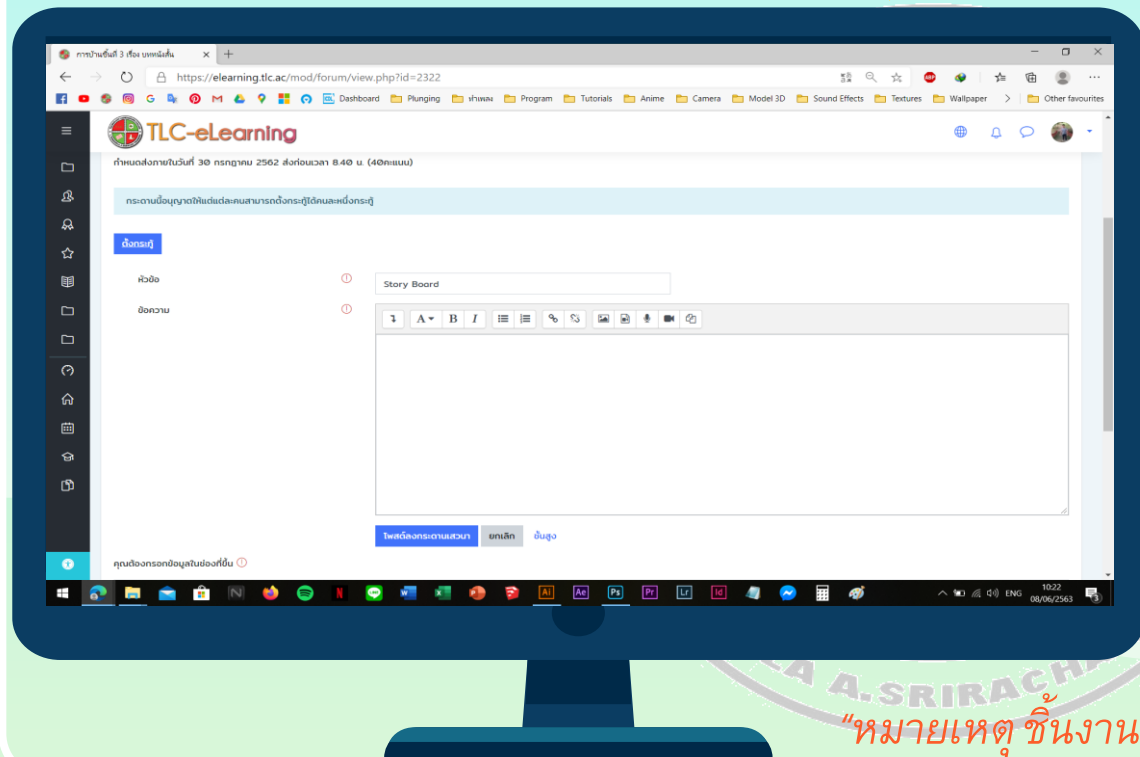 การบ้านชิ้นที่ 3 เรื่อง บทหนังสั้น
https://elearning.tlc.ac/mod/forum/view.php?id=2322
Dashboard Plunging Program Tutorials Anime Camera Model 3D Sound Effects Textures Wallpaper Other favourites
TLC-eLearning
กำหนดส่งภายในวันที่ 30 กรกฎาคม 2562 ส่งก่อนเวลา 8.40 น. (40คะแนน)
กระดานนี้อนุญาตให้แต่แต่ละคนสามารถตั้งกระทู้ได้คนละหนึ่งกระทู้
ตั้งกระทู้
หัวข้อ
Story Board
ข้อความ
A B I
โพสต์ลงกระดานเสวนา ยกเลิก ขั้นสูง
คุณต้องกรอกข้อมูลในช่องที่ขึ้น
Ai Ae Ps Pr Lr Id ENG 10:22
08/06/2563
A.SRIRACHA
"หมายเหตุ ชิ้นงาน